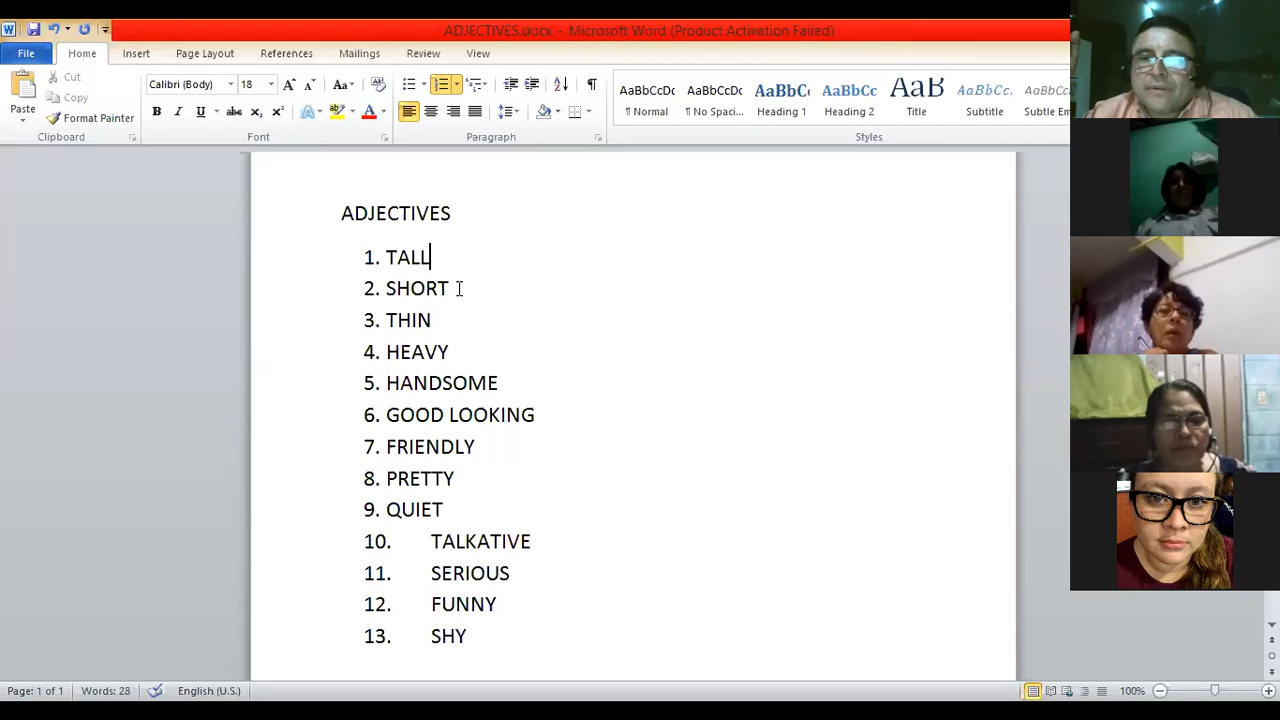 ADJECTIVES.docx - Microsoft Word (Product Activation Failed)
File Home Insert Page Layout References Mailings Review View
Paste Cut Copy Format Painter Calibri (Body) 18 AaBbCcDc AaBbCcDc AaBbC AaBbCc AaB AaBbCc. AaBbCc
¶ Normal ¶ No Spaci... Heading 1 Heading 2 Title Subtitle Subtle Em
Clipboard Font Paragraph Styles
ADJECTIVES
1. TALL
2. SHORT
3. THIN
4. HEAVY
5. HANDSOME
6. GOOD LOOKING
7. FRIENDLY
8. PRETTY
9. QUIET
10. TALKATIVE
11. SERIOUS
12. FUNNY
13. SHY
Page: 1 of 1 Words: 28 English (U.S.) 100%